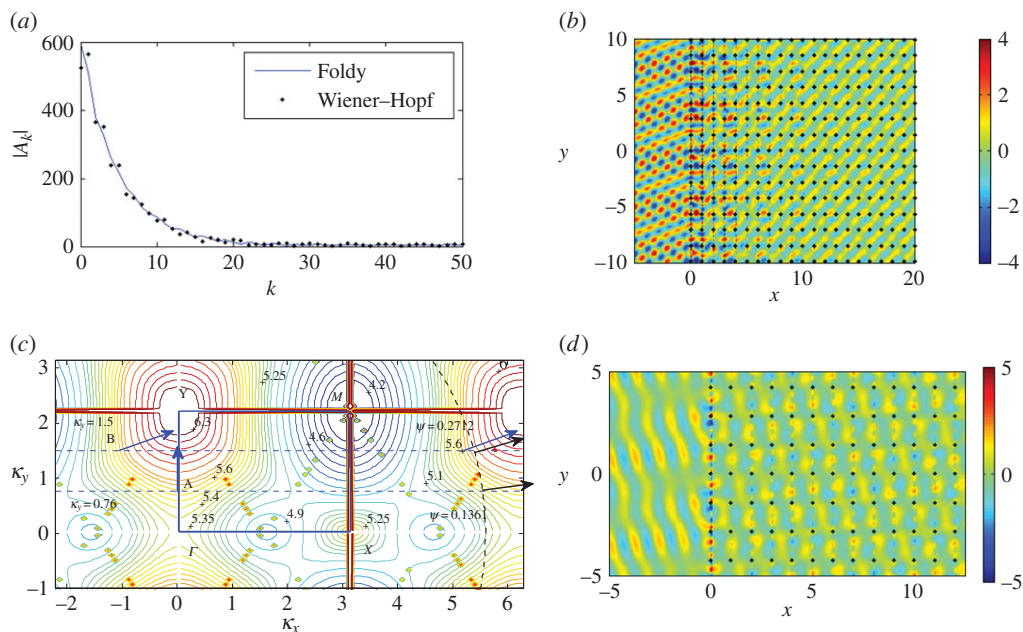 (a)
600
400
200
0
|A_k|
Foldy
Wiener–Hopf
0 10 20 30 40 50
k
(b)
10
5
0
−5
−10
y
0 5 10 15 20
x
4
2
0
−2
−4
(c)
3
2
1
0
−1
κ_y
5.25
4.2
Y
M
κ_y = 1.5
6.3
ψ = 0.2712
B
4.6
5.6
5.6
5.1
A
5.4
κ_y = 0.76
5.35
4.9
5.25
ψ = 0.1361
Γ
X
−2 −1 0 1 2 3 4 5 6
κ_x
(d)
5
0
−5
y
−5 0 5 10
x
5
0
−5